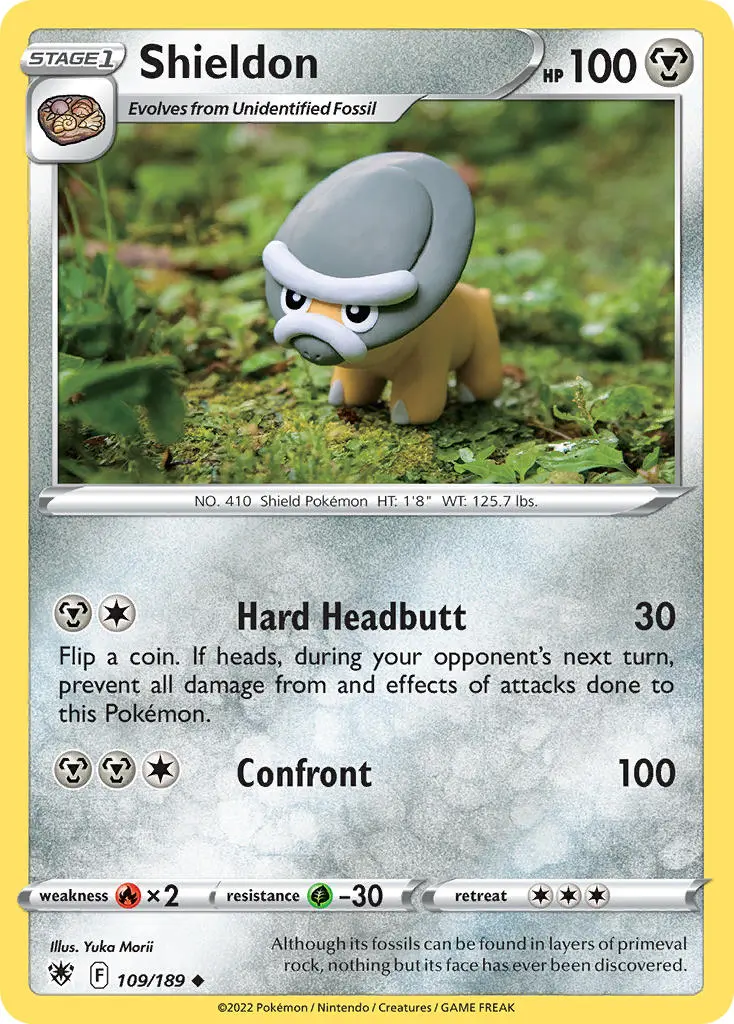 STAGE 1
Shieldon
HP 100
Evolves from Unidentified Fossil
NO. 410 Shield Pokémon HT: 1'8" WT: 125.7 lbs.
Hard Headbutt 30
Flip a coin. If heads, during your opponent's next turn,
prevent all damage from and effects of attacks done to
this Pokémon.
Confront 100
weakness ×2 resistance -30 retreat
Illus. Yuka Morii
Although its fossils can be found in layers of primeval
rock, nothing but its face has ever been discovered.
F 109/189
©2022 Pokémon / Nintendo / Creatures / GAME FREAK